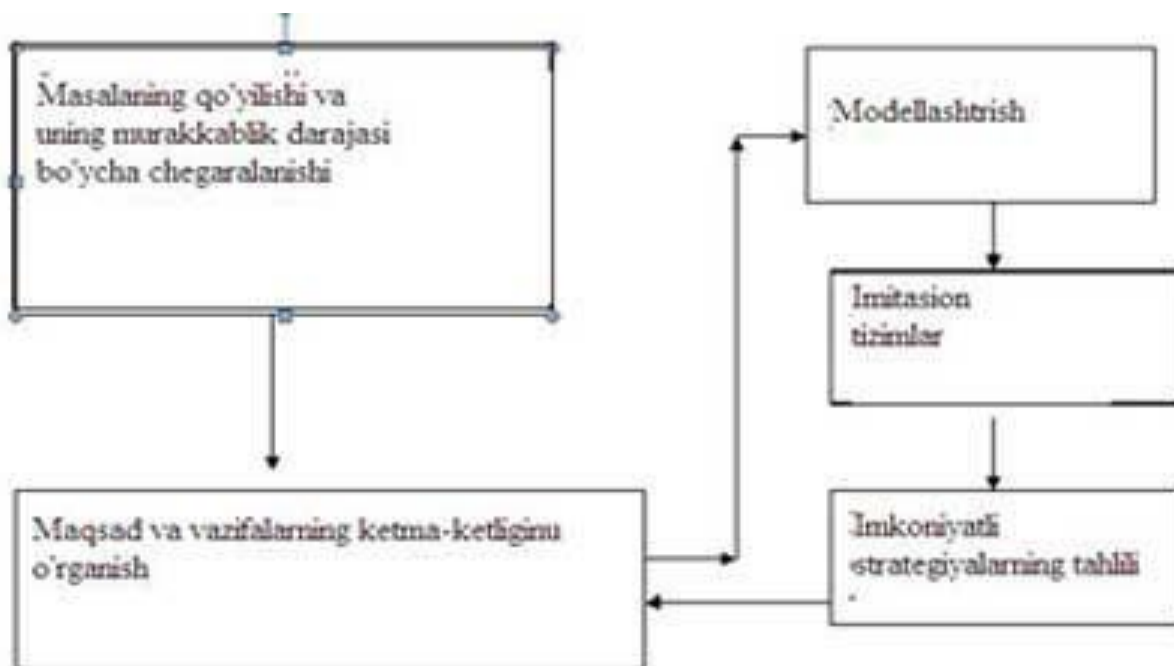 Masalaning qo'yilishi va
uning murakkablik darajasi
bo'ycha chegaralanishi
Maqsad va vazifalarning ketma-ketliginu
o'rganish
Modellashtrish
Imitasion
tizimlar
Imkoniyatli
strategiyalarning tahlili